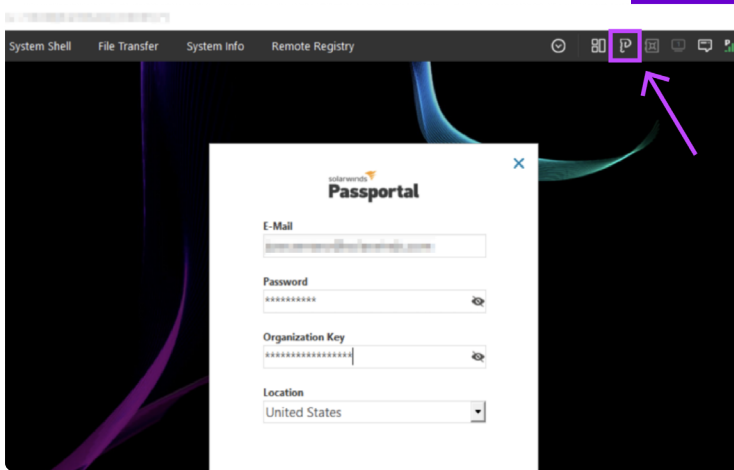 System Shell File Transfer System Info Remote Registry
solarwinds
Passportal
E-Mail
Password
**********
Organization Key
*****************
Location
United States